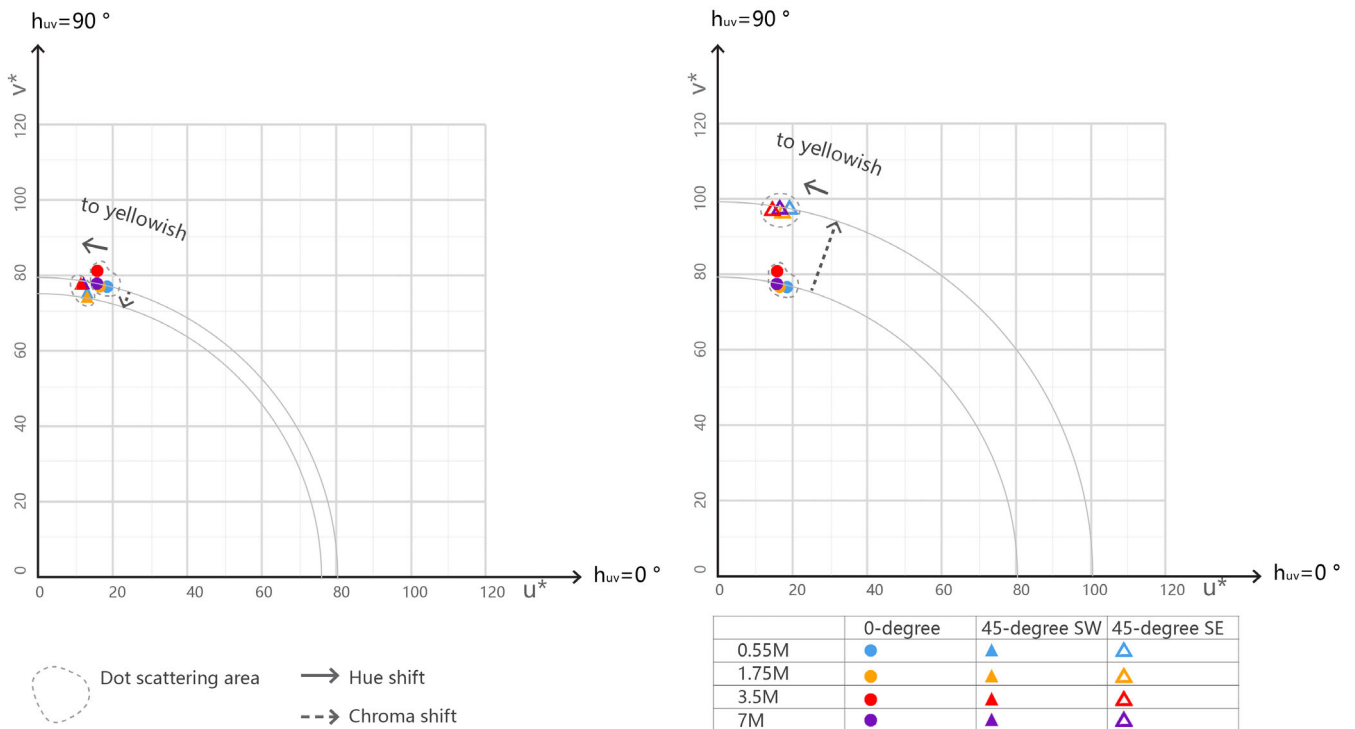 hᵤᵥ=90 °
v*
120
100
80
60
40
20
0
to yellowish
0 20 40 60 80 100 120
u*
hᵤᵥ=0 °
hᵤᵥ=90 °
v*
120
100
80
60
40
20
0
to yellowish
0 20 40 60 80 100 120
u*
hᵤᵥ=0 °
Dot scattering area
Hue shift
Chroma shift
0-degree 45-degree SW 45-degree SE
0.55M
1.75M
3.5M
7M